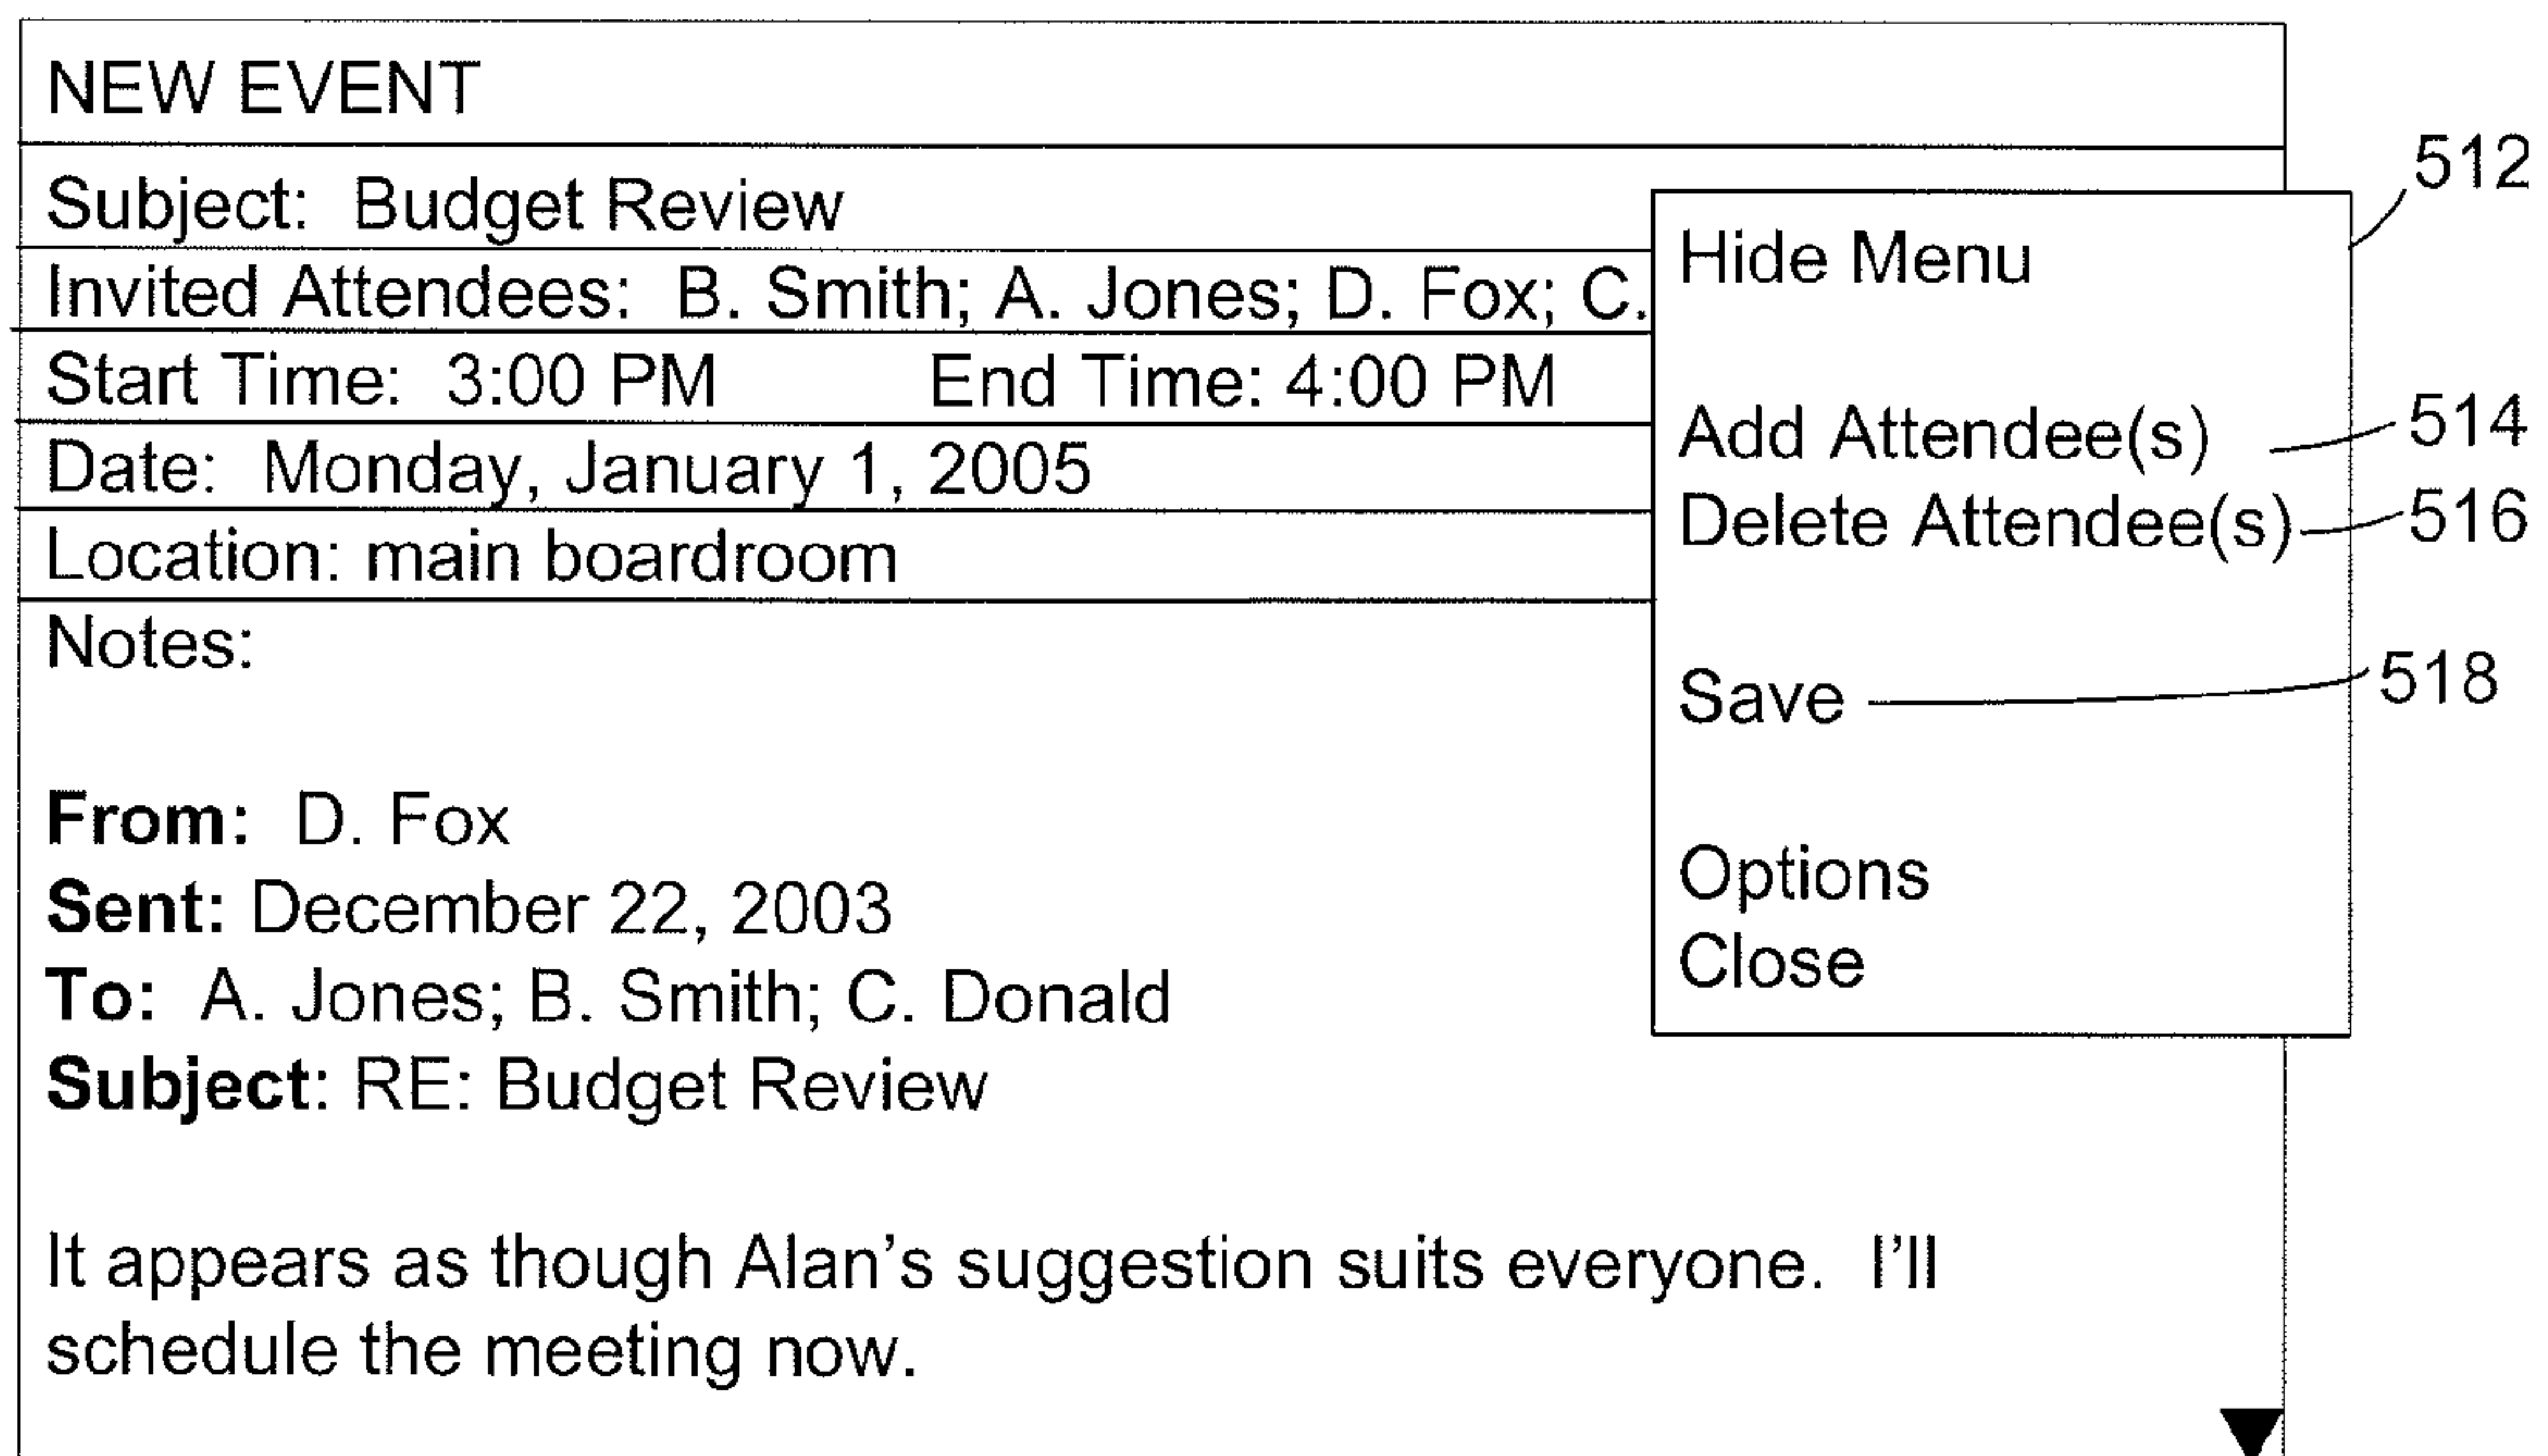 NEW EVENT
Subject: Budget Review
Invited Attendees: B. Smith; A. Jones; D. Fox; C.
Start Time: 3:00 PM End Time: 4:00 PM
Date: Monday, January 1, 2005
Location: main boardroom
Notes:
From: D. Fox
Sent: December 22, 2003
To: A. Jones; B. Smith; C. Donald
Subject: RE: Budget Review
It appears as though Alan’s suggestion suits everyone. I’ll
schedule the meeting now.
Hide Menu
Add Attendee(s)
Delete Attendee(s)
Save
Options
Close
512
514
516
518